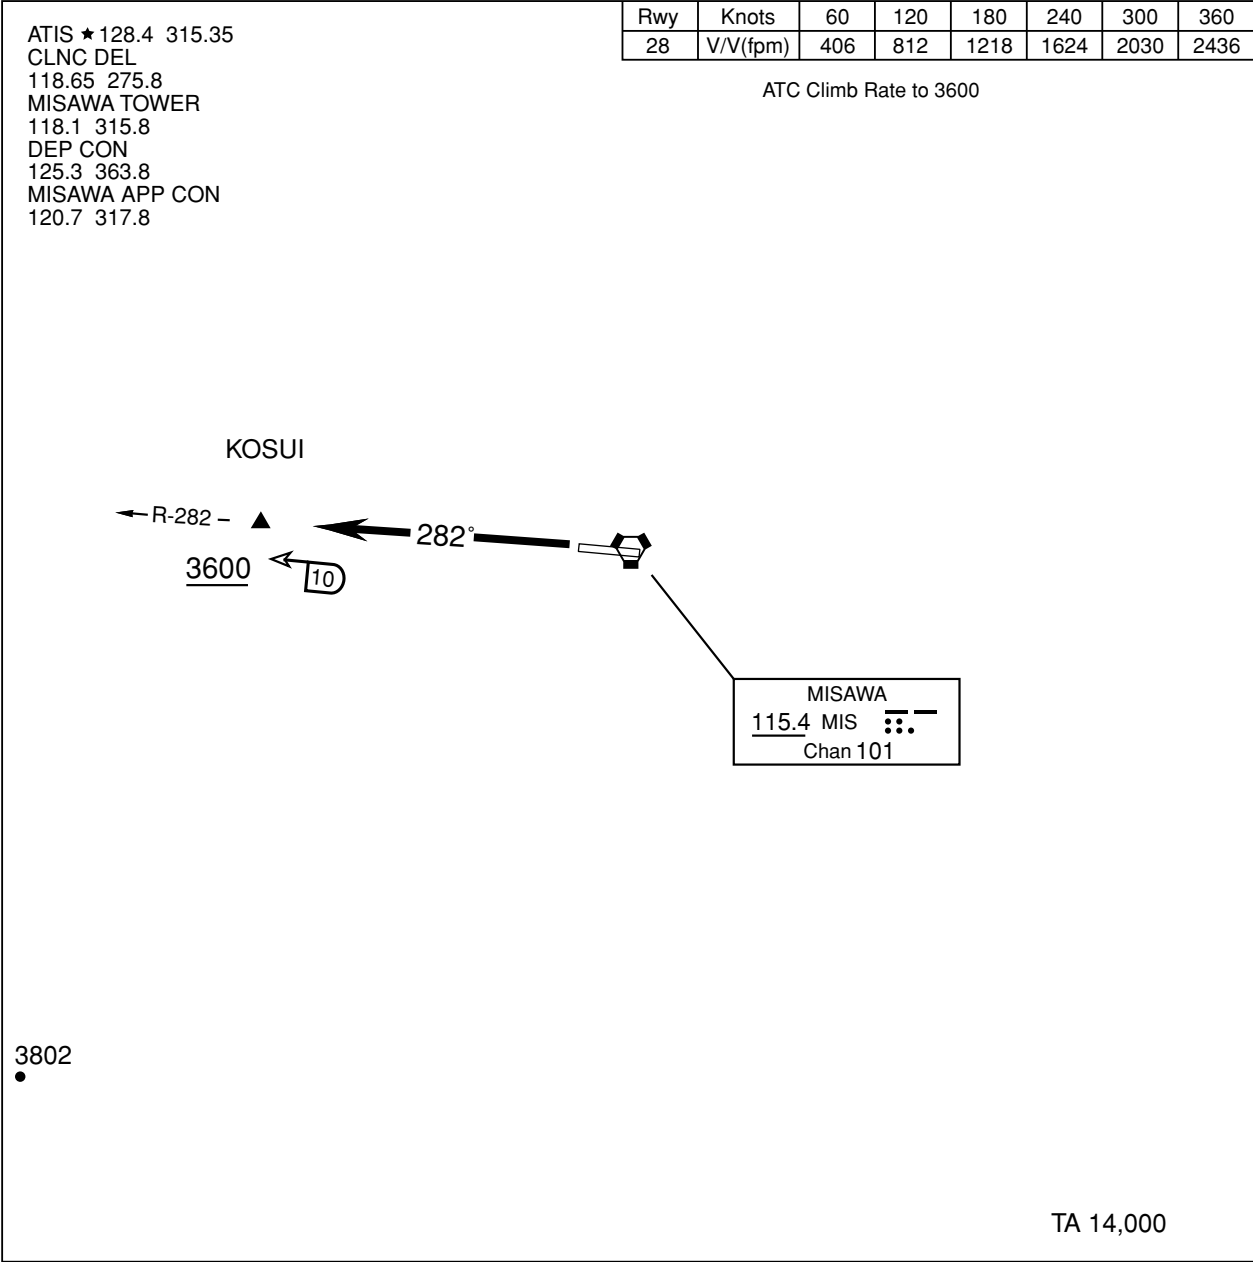 ATIS ★ 128.4 315.35
CLNC DEL
118.65 275.8
MISAWA TOWER
118.1 315.8
DEP CON
125.3 363.8
MISAWA APP CON
120.7 317.8
Rwy Knots 60 120 180 240 300 360
28 V/V(fpm) 406 812 1218 1624 2030 2436
ATC Climb Rate to 3600
KOSUI
R-282
282°
3600
10
MISAWA
115.4 MIS
Chan 101
3802
TA 14,000